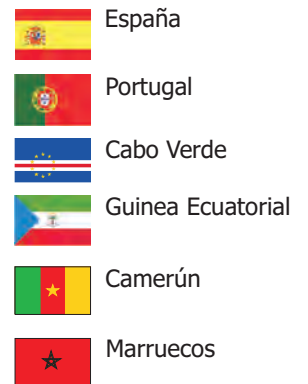 España
Portugal
Cabo Verde
Guinea Ecuatorial
Camerún
Marruecos